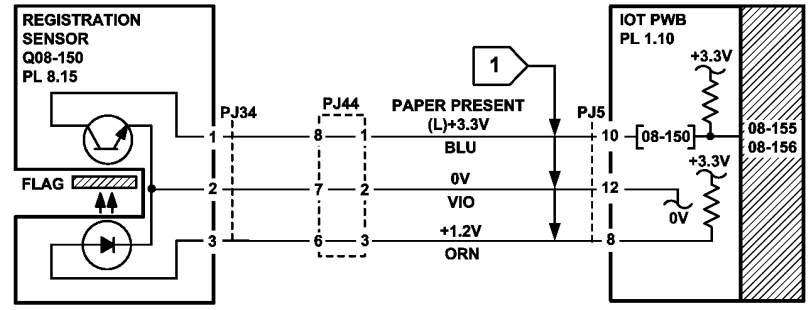 REGISTRATION
SENSOR
Q08-150
PL 8.15
IOT PWB
PL 1.10
+3.3V
1
PJ34
PJ44
PAPER PRESENT
(L)+3.3V
PJ5
1
8
1
BLU
10
[08-150]
08-155
08-156
+3.3V
FLAG
2
7
2
0V
VIO
12
0V
3
6
3
+1.2V
ORN
8